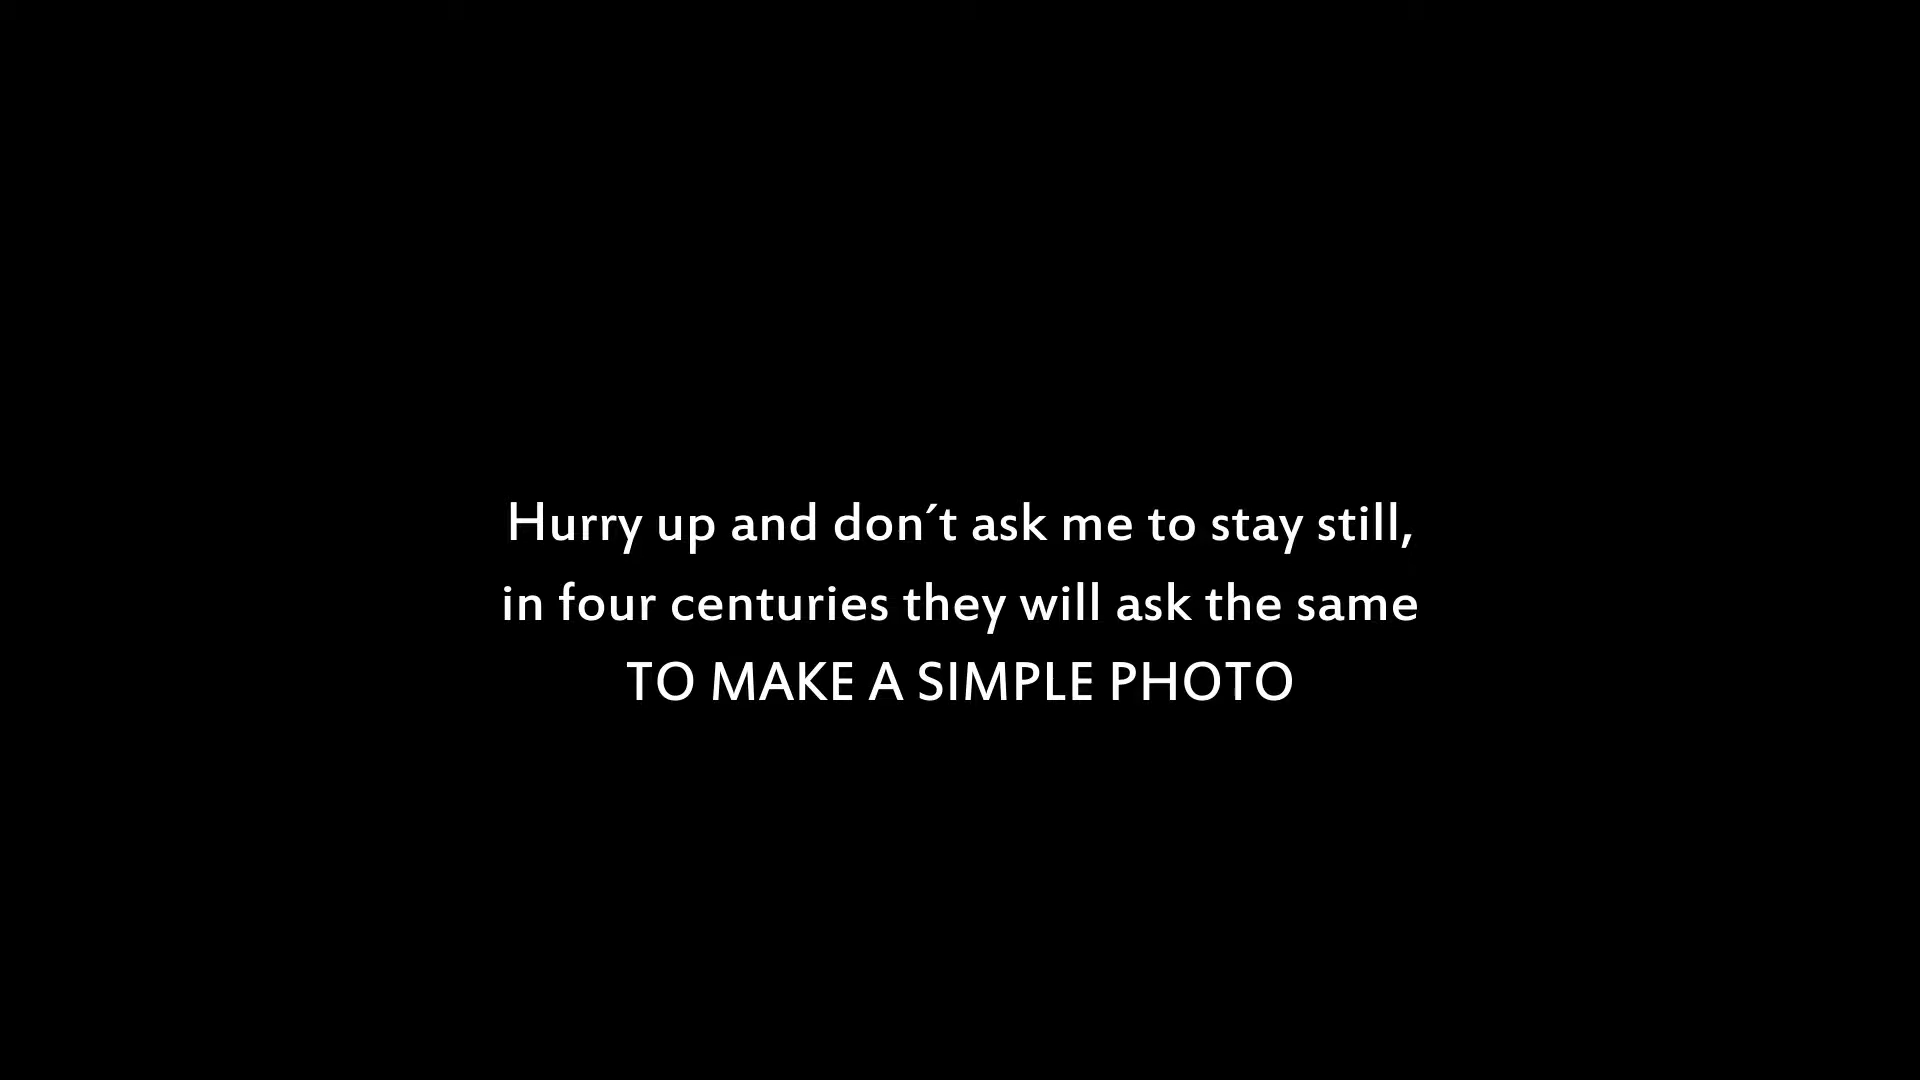 Hurry up and don´t ask me to stay still,
in four centuries they will ask the same
TO MAKE A SIMPLE PHOTO